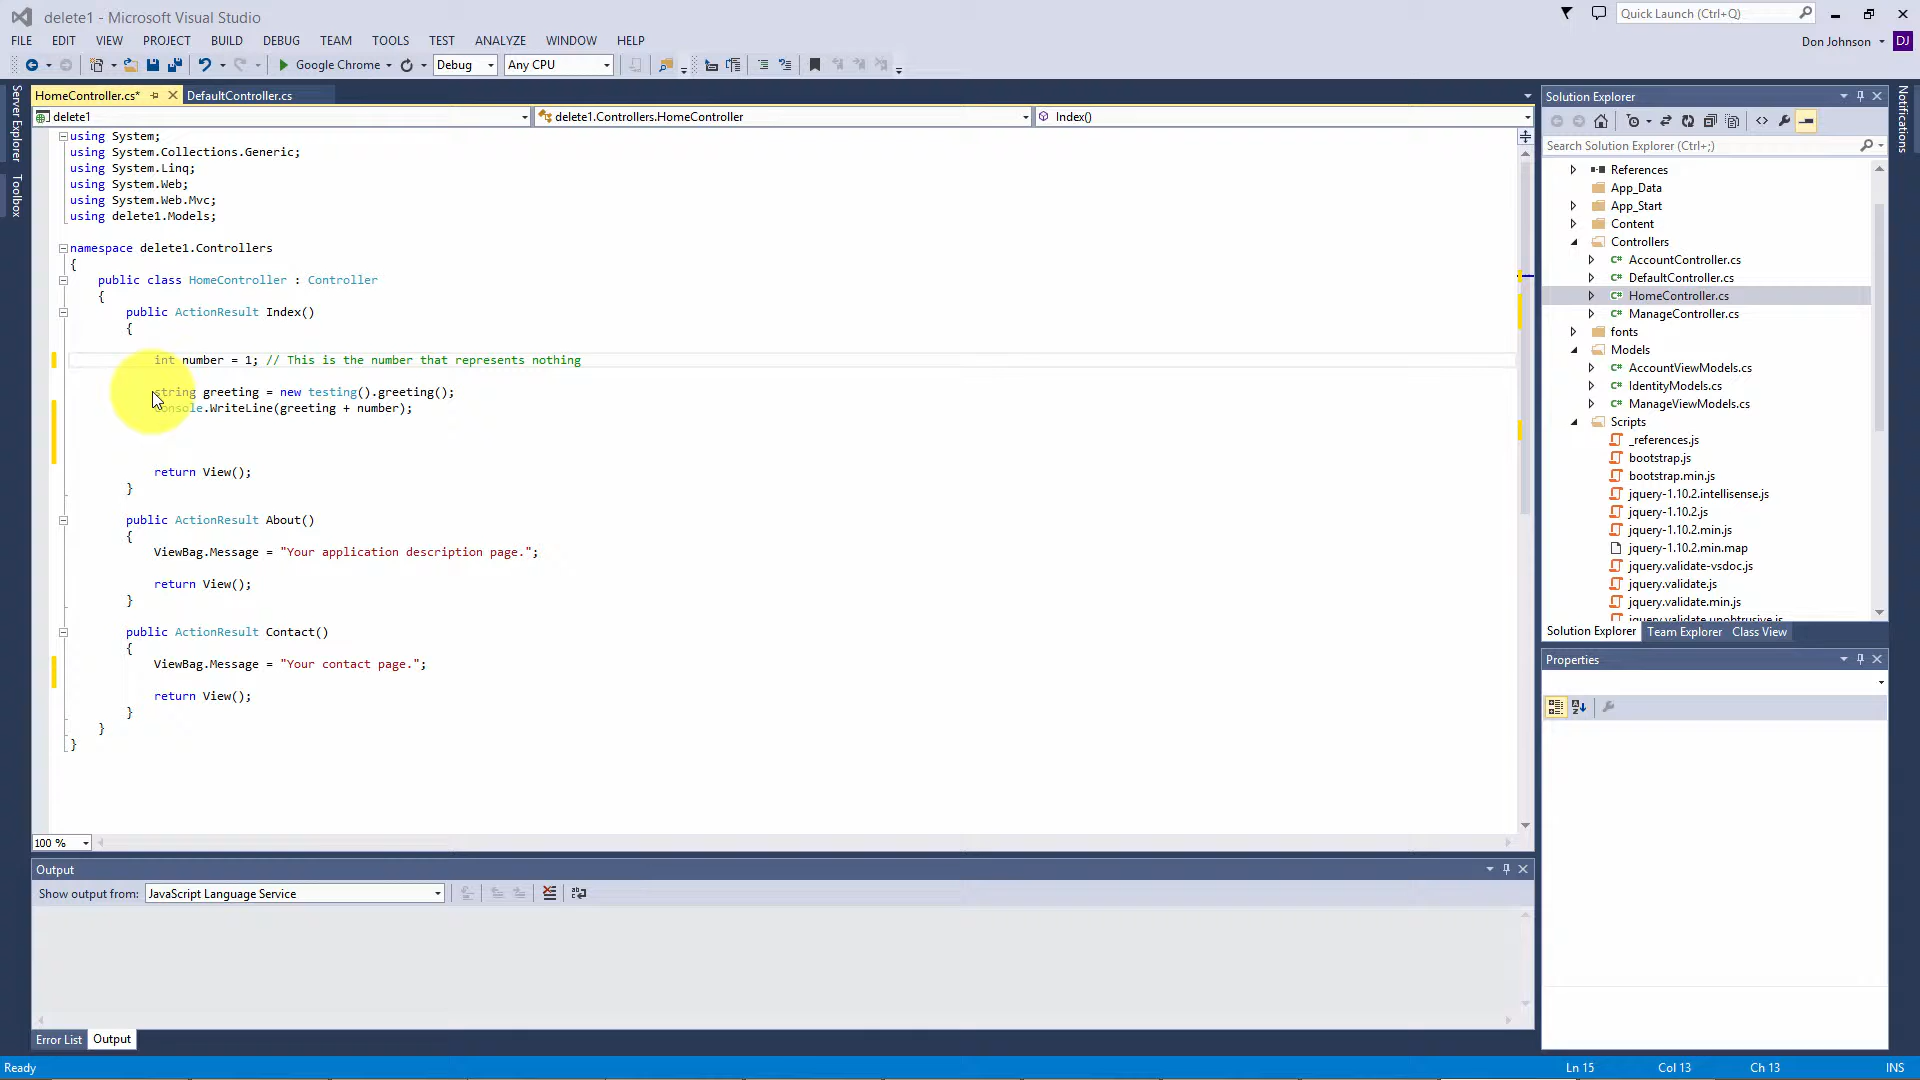 delete1 - Microsoft Visual Studio
Quick Launch (Ctrl+Q)
FILE EDIT VIEW PROJECT BUILD DEBUG TEAM TOOLS TEST ANALYZE WINDOW HELP
Don Johnson DJ
Google Chrome Debug Any CPU
Server Explorer
Toolbox
HomeController.cs* DefaultController.cs
delete1 delete1.Controllers.HomeController Index()
using System;
using System.Collections.Generic;
using System.Linq;
using System.Web;
using System.Web.Mvc;
using delete1.Models;
namespace delete1.Controllers
{
public class HomeController : Controller
{
public ActionResult Index()
{
int number = 1; // This is the number that represents nothing
string greeting = new testing().greeting();
Console.WriteLine(greeting + number);
return View();
}
public ActionResult About()
{
ViewBag.Message = "Your application description page.";
return View();
}
public ActionResult Contact()
{
ViewBag.Message = "Your contact page.";
return View();
}
}
}
100 %
Output
Show output from: JavaScript Language Service
Error List Output
Solution Explorer
Search Solution Explorer (Ctrl+;)
References
App_Data
App_Start
Content
Controllers
C# AccountController.cs
C# DefaultController.cs
C# HomeController.cs
C# ManageController.cs
fonts
Models
C# AccountViewModels.cs
C# IdentityModels.cs
C# ManageViewModels.cs
Scripts
_references.js
bootstrap.js
bootstrap.min.js
jquery-1.10.2.intellisense.js
jquery-1.10.2.js
jquery-1.10.2.min.js
jquery-1.10.2.min.map
jquery.validate-vsdoc.js
jquery.validate.js
jquery.validate.min.js
jquery.validate.unobtrusive.js
Solution Explorer Team Explorer Class View
Properties
Notifications
Ready Ln 15 Col 13 Ch 13 INS